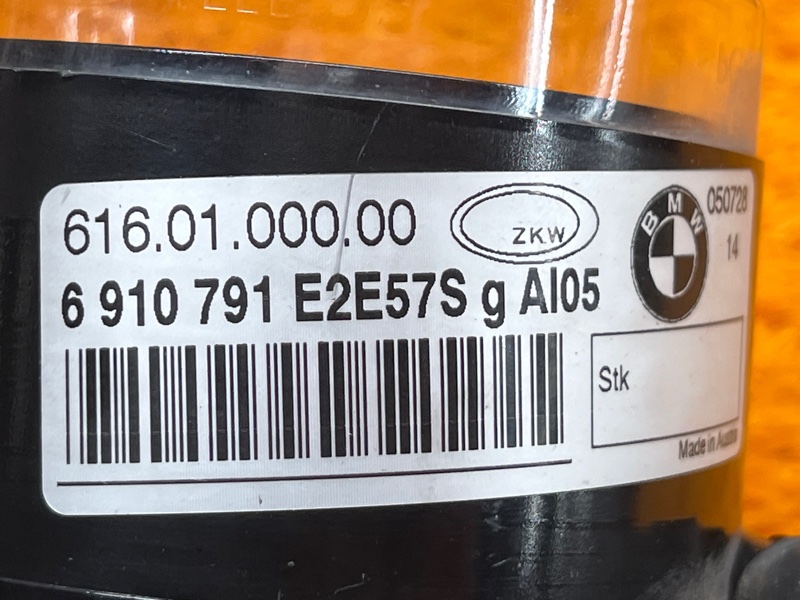 616.01.000.00
ZKW
BMW
050728
14
6 910 791 E2E57S g AI05
Stk
Made in Austria